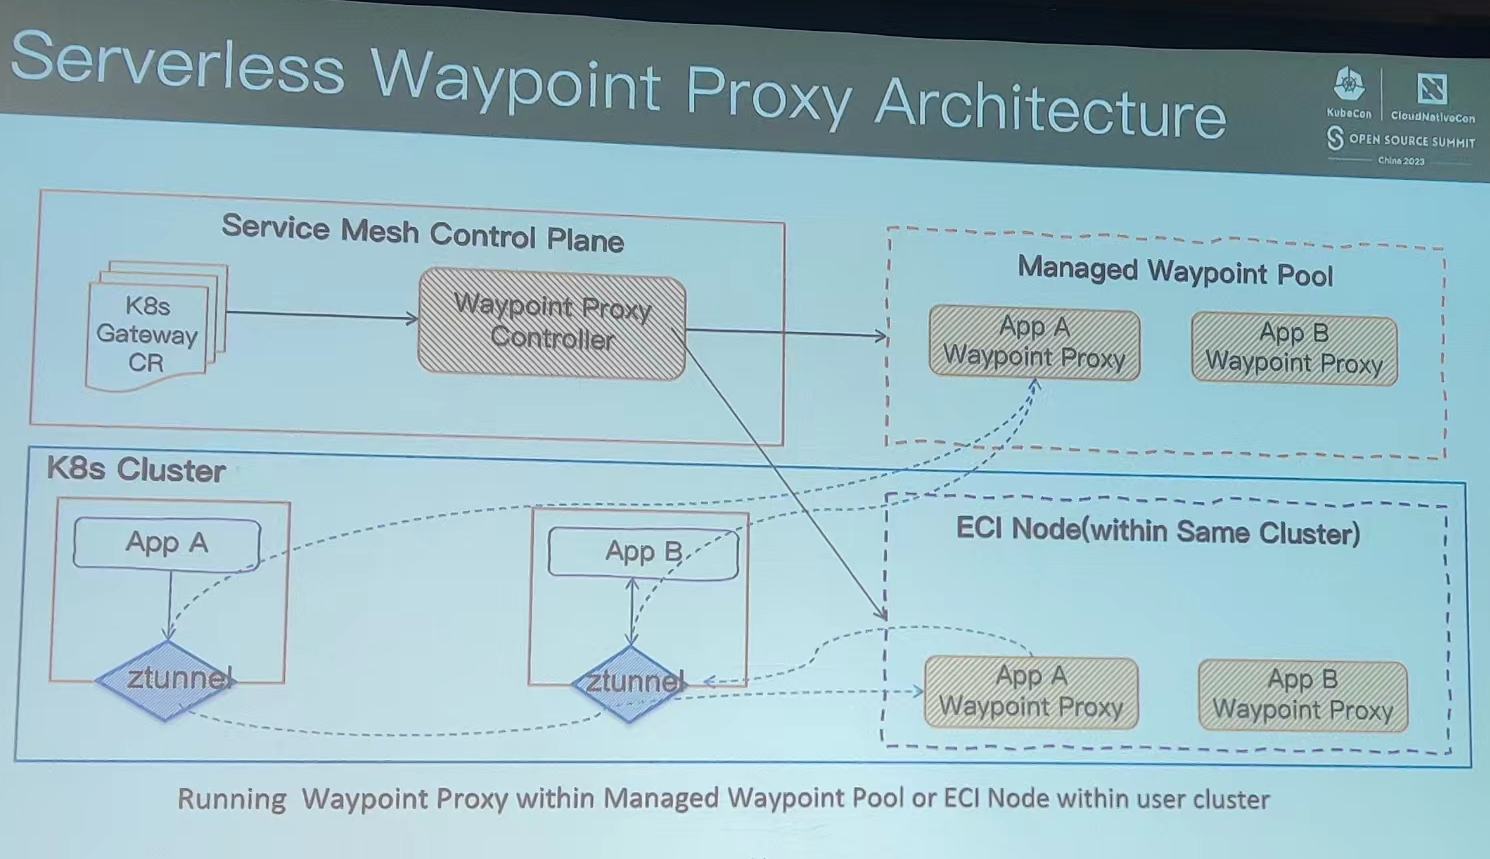 Serverless Waypoint Proxy Architecture
KubeCon
CloudNativeCon
OPEN SOURCE SUMMIT
China 2023
Service Mesh Control Plane
K8s
Gateway
CR
Waypoint Proxy
Controller
Managed Waypoint Pool
App A
Waypoint Proxy
App B
Waypoint Proxy
K8s Cluster
App A
ztunnel
App B
ztunnel
ECI Node(within Same Cluster)
App A
Waypoint Proxy
App B
Waypoint Proxy
Running Waypoint Proxy within Managed Waypoint Pool or ECI Node within user cluster